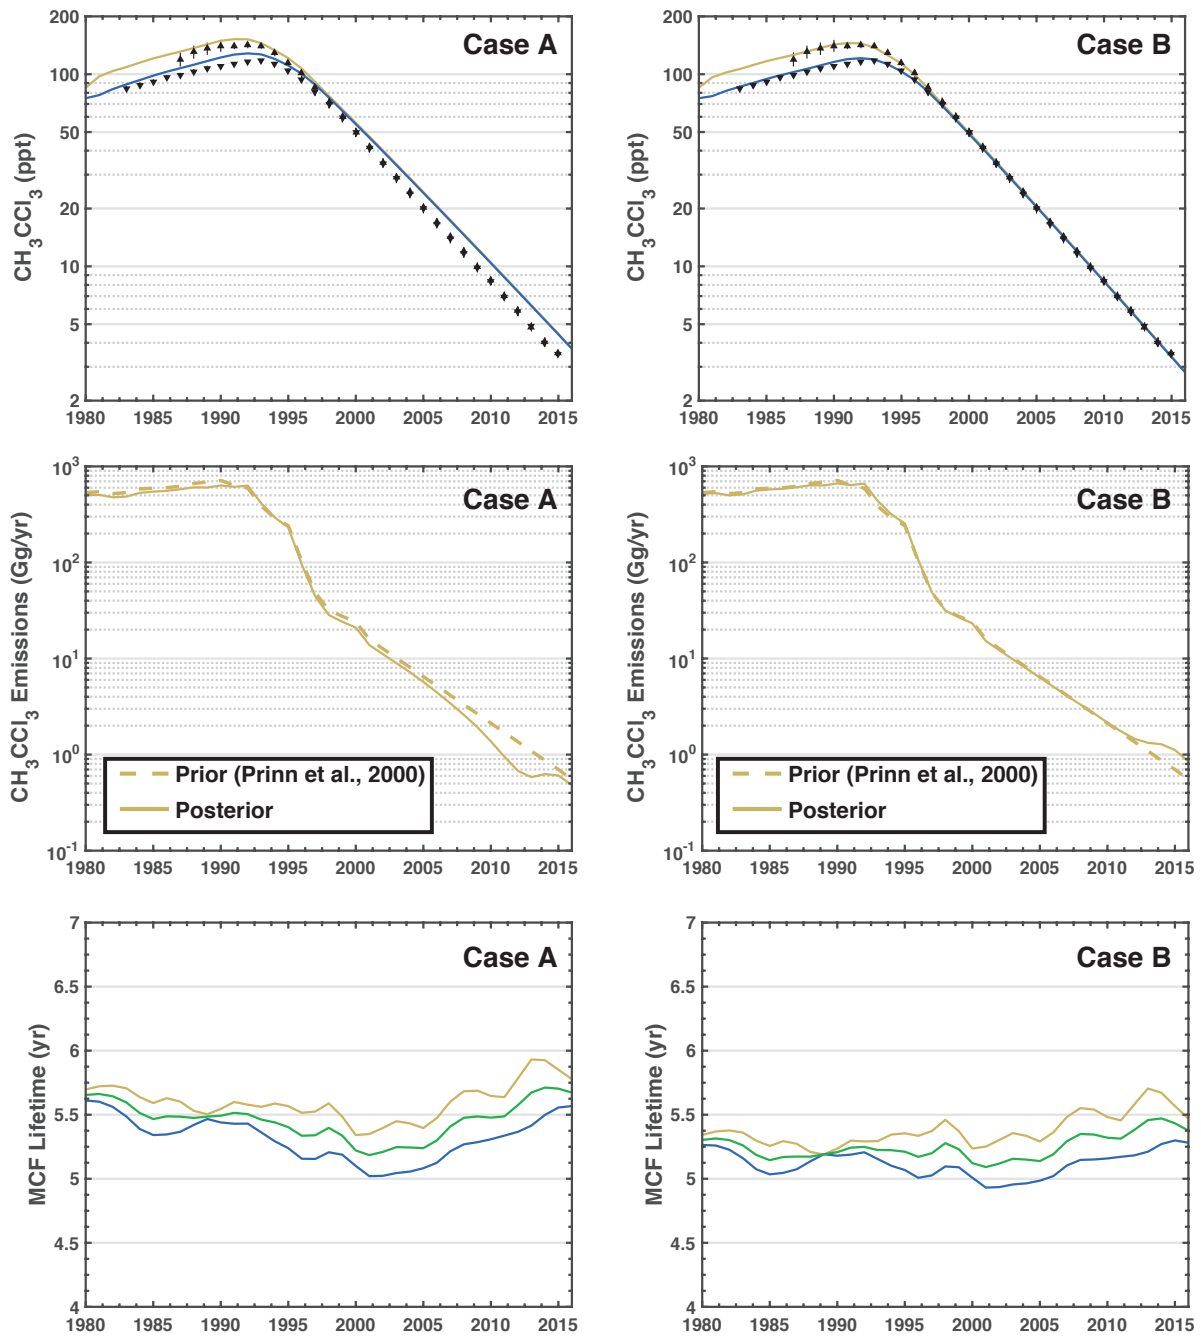 200
100
50
20
10
5
2
CH3CCl3 (ppt)
Case A
1980 1985 1990 1995 2000 2005 2010 2015
200
100
50
20
10
5
2
CH3CCl3 (ppt)
Case B
1980 1985 1990 1995 2000 2005 2010 2015
10^3
10^2
10^1
10^0
10^-1
CH3CCl3 Emissions (Gg/yr)
Case A
Prior (Prinn et al., 2000)
Posterior
1980 1985 1990 1995 2000 2005 2010 2015
10^3
10^2
10^1
10^0
10^-1
CH3CCl3 Emissions (Gg/yr)
Case B
Prior (Prinn et al., 2000)
Posterior
1980 1985 1990 1995 2000 2005 2010 2015
7
6.5
6
5.5
5
4.5
4
MCF Lifetime (yr)
Case A
1980 1985 1990 1995 2000 2005 2010 2015
7
6.5
6
5.5
5
4.5
4
MCF Lifetime (yr)
Case B
1980 1985 1990 1995 2000 2005 2010 2015